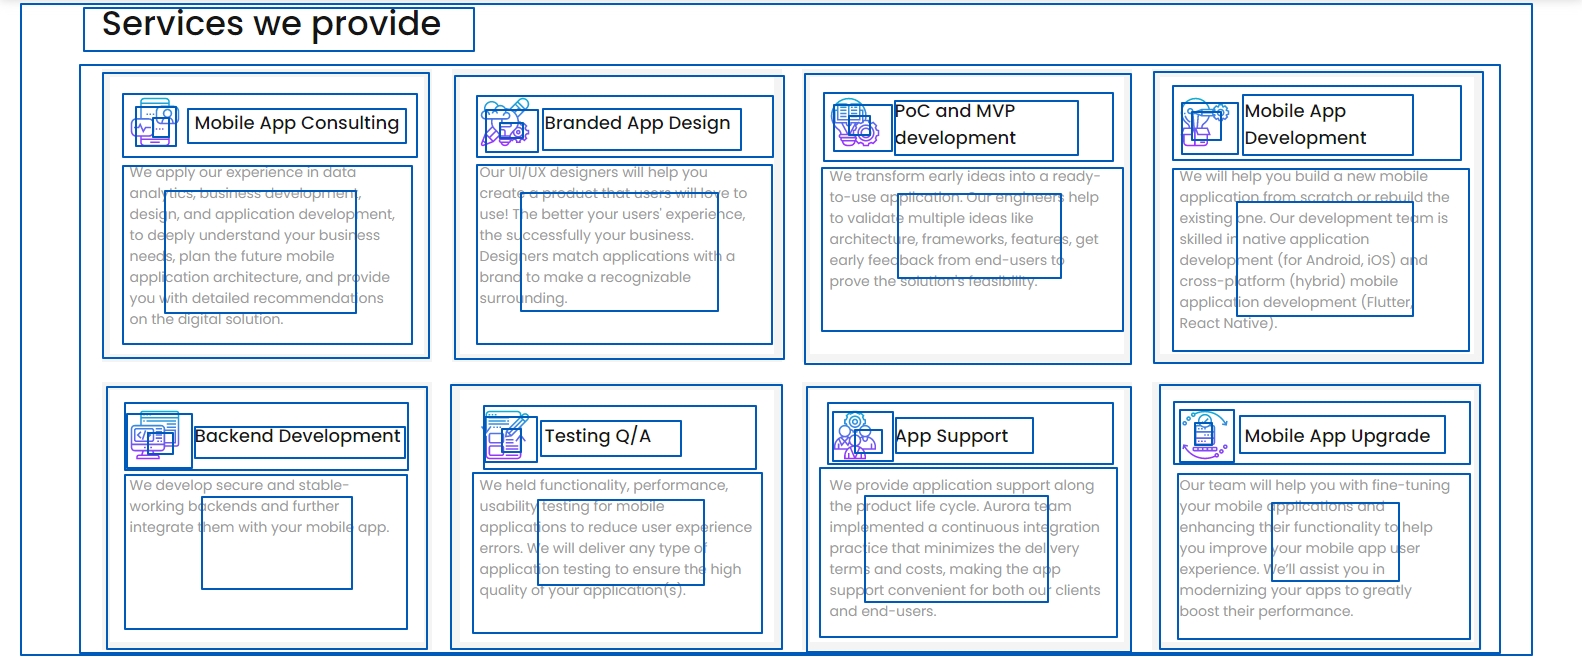 Services we provide
Mobile App Consulting
We apply our experience in data
analytics, business development,
design, and application development,
to deeply understand your business
needs, plan the future mobile
application architecture, and provide
you with detailed recommendations
on the digital solution.
Branded App Design
Our UI/UX designers will help you
create a product that users will love to
use! The better your users' experience,
the successfully your business.
Designers match applications with a
brand to make a recognizable
surrounding.
PoC and MVP
development
We transform early ideas into a ready-
to-use application. Our engineers help
to validate multiple ideas like
architecture, frameworks, features, get
early feedback from end-users to
prove the solution's feasibility.
Mobile App
Development
We will help you build a new mobile
application from scratch or rebuild the
existing one. Our development team is
skilled in native application
development (for Android, iOS) and
cross-platform (hybrid) mobile
application development (Flutter,
React Native).
Backend Development
We develop secure and stable-
working backends and further
integrate them with your mobile app.
Testing Q/A
We held functionality, performance,
usability testing for mobile
applications to reduce user experience
errors. We will deliver any type of
application testing to ensure the high
quality of your application(s).
App Support
We provide application support along
the product life cycle. Aurora team
implemented a continuous integration
practice that minimizes the delivery
terms and costs, making the app
support convenient for both our clients
and end-users.
Mobile App Upgrade
Our team will help you with fine-tuning
your mobile applications and
enhancing their functionality to help
you improve your mobile app user
experience. We'll assist you in
modernizing your apps to greatly
boost their performance.